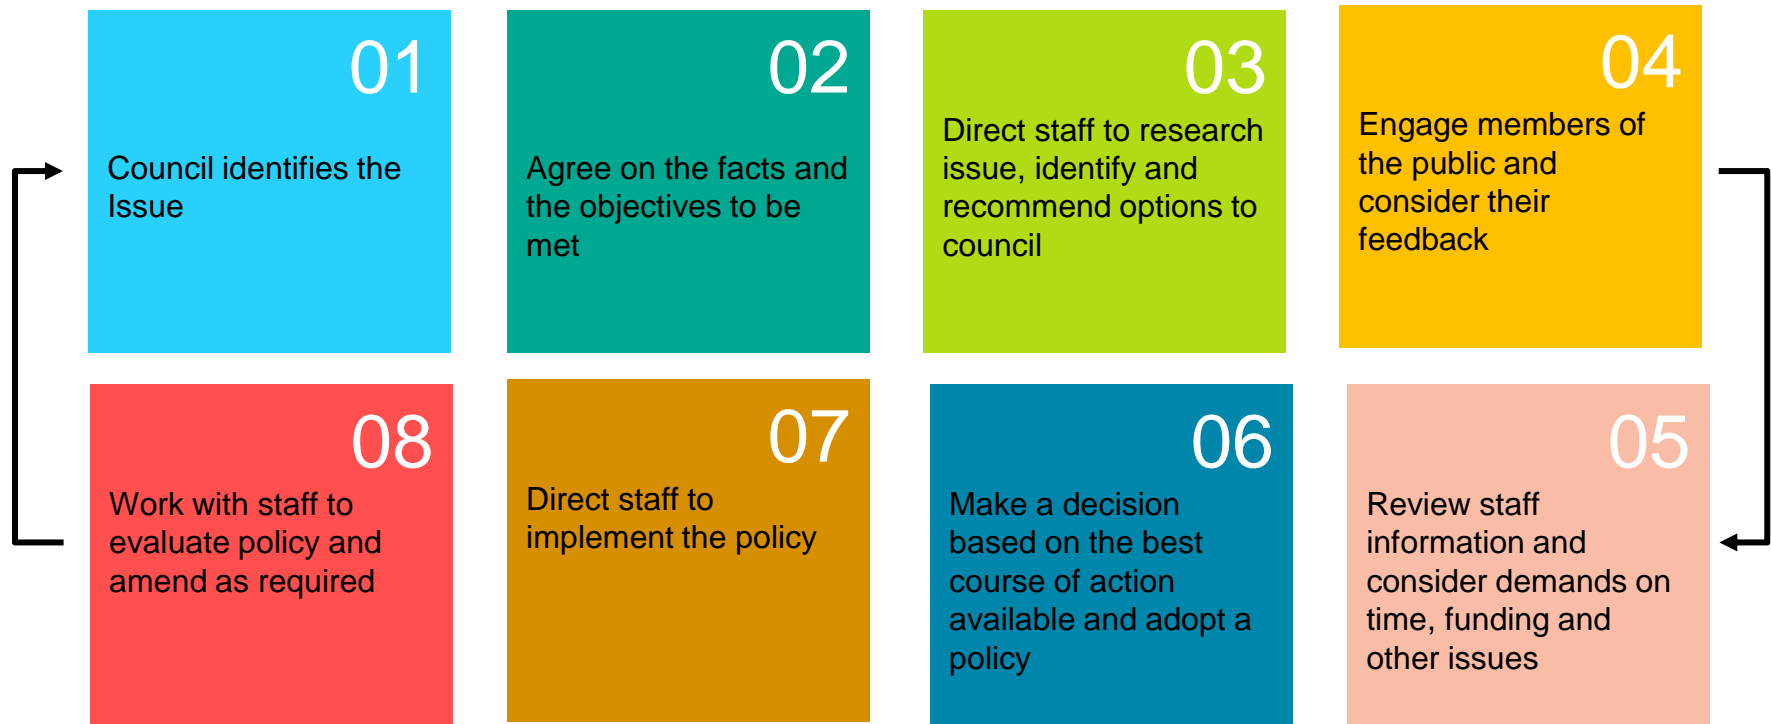 01
Council identifies the
Issue
02
Agree on the facts and
the objectives to be
met
03
Direct staff to research
issue, identify and
recommend options to
council
04
Engage members of
the public and
consider their
feedback
05
Review staff
information and
consider demands on
time, funding and
other issues
06
Make a decision
based on the best
course of action
available and adopt a
policy
07
Direct staff to
implement the policy
08
Work with staff to
evaluate policy and
amend as required